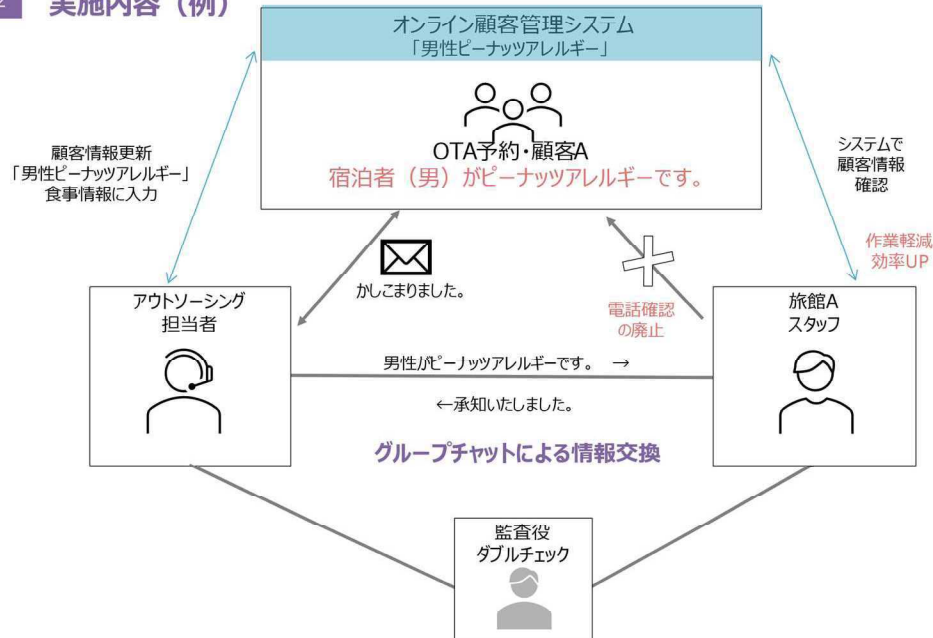 実施内容（例）
オンライン顧客管理システム
「男性ピーナッツアレルギー」
OTA予約・顧客A
宿泊者（男）がピーナッツアレルギーです。
顧客情報更新
「男性ピーナッツアレルギー」
食事情報に入力
システムで
顧客情報
確認
作業軽減
効率UP
かしこまりました。
電話確認
の廃止
アウトソーシング
担当者
旅館A
スタッフ
男性がピーナッツアレルギーです。 →
←承知いたしました。
グループチャットによる情報交換
監査役
ダブルチェック